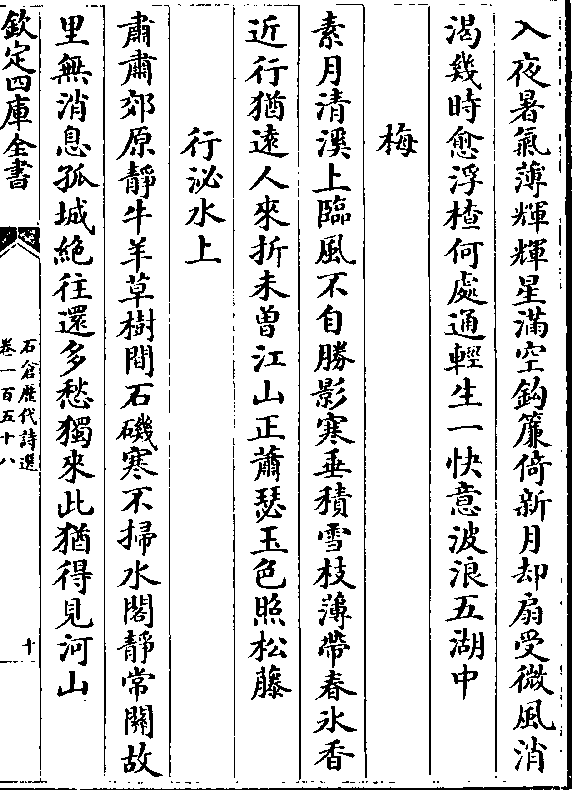 入夜暑氣薄輝輝星滿空鈎簾倚新月却扇受微風消
渴幾時愈浮楂何處通輕生一快意波浪五湖中
梅
素月清溪上臨風不自勝影寒垂積雪枝薄帶春氷香
近行猶遠人來折未曽江山正蕭瑟玉色照松藤
行泌水上
肅肅郊原靜牛羊草樹間石磯寒不掃水閣靜常闗故
里無消息孤城絶往還多愁獨來此猶得見河山
欽定四庫全書
石倉歷代詩選
卷一百五十八
十